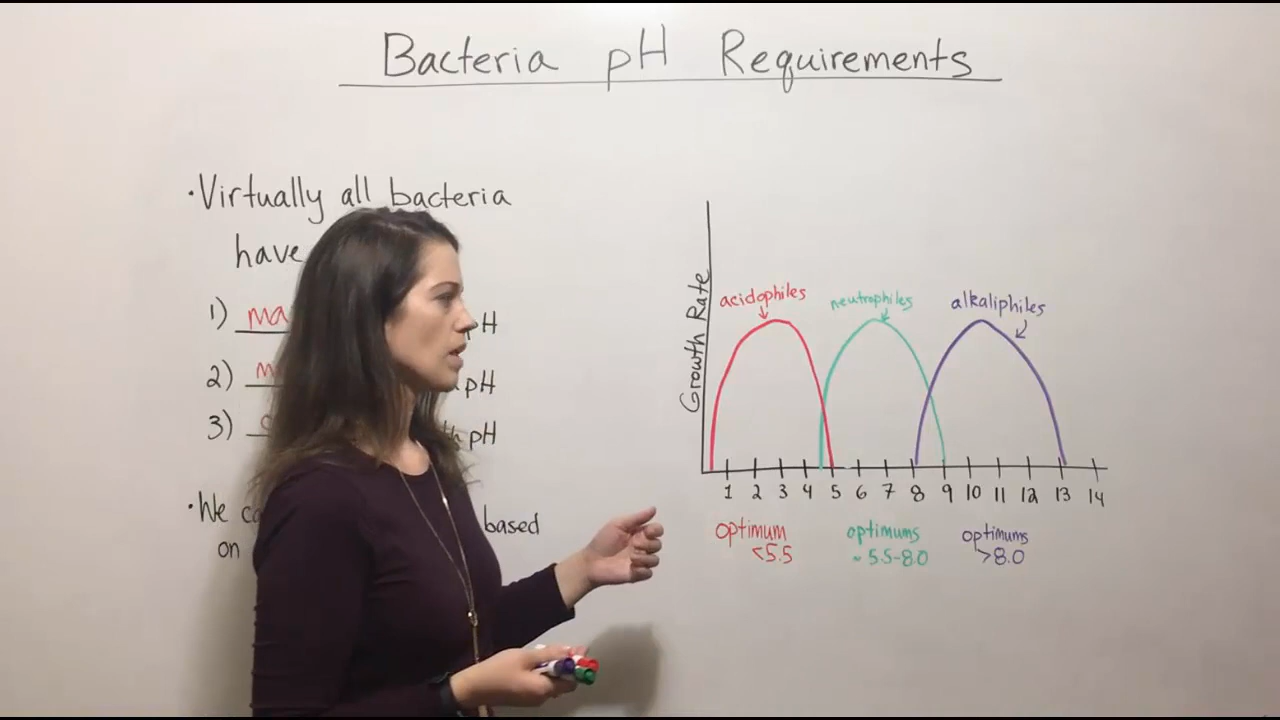 Bacteria pH Requirements
·Virtually all bacteria
have
1) pH
2) pH
3) pH
·We based
on
Growth Rate
acidophiles
neutrophiles
alkaliphiles
1 2 3 4 5 6 7 8 9 10 11 12 13 14
optimum
<5.5
optimums
~5.5-8.0
optimums
>8.0